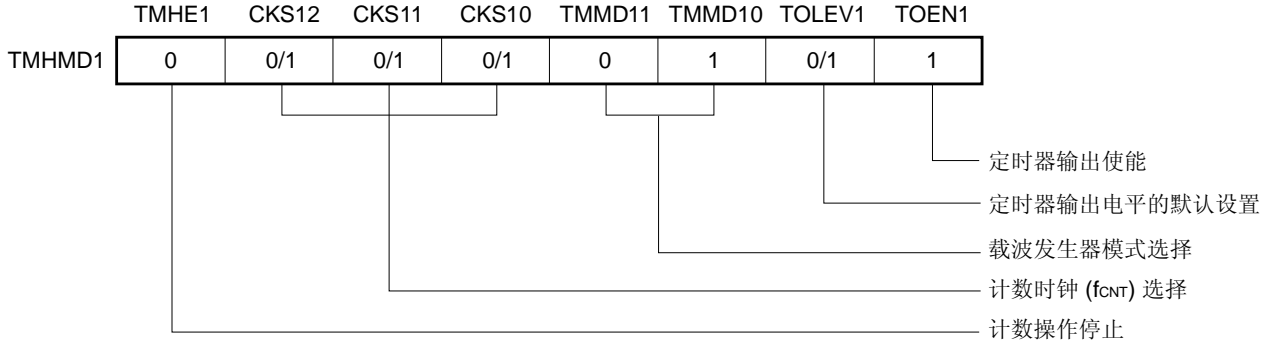 TMHE1 CKS12 CKS11 CKS10 TMMD11 TMMD10 TOLEV1 TOEN1
TMHMD1 0 0/1 0/1 0/1 0 1 0/1 1
定时器输出使能
定时器输出电平的默认设置
载波发生器模式选择
计数时钟 (fCNT) 选择
计数操作停止